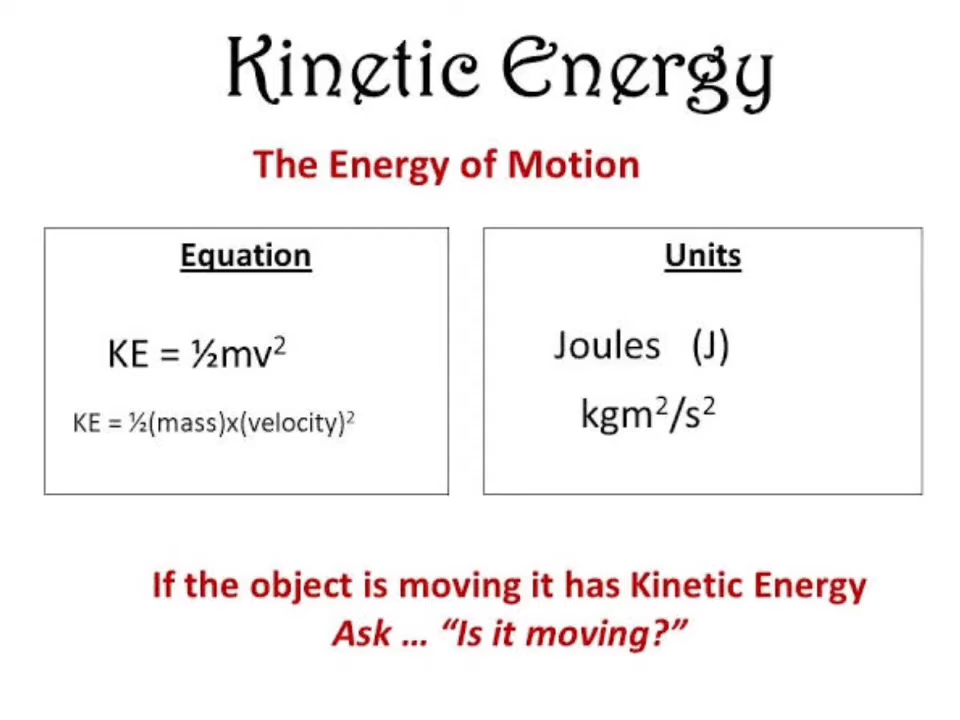 Kinetic Energy
The Energy of Motion
Equation
KE = ½mv²
KE = ½(mass)x(velocity)²
Units
Joules (J)
kgm²/s²
If the object is moving it has Kinetic Energy
Ask … “Is it moving?”